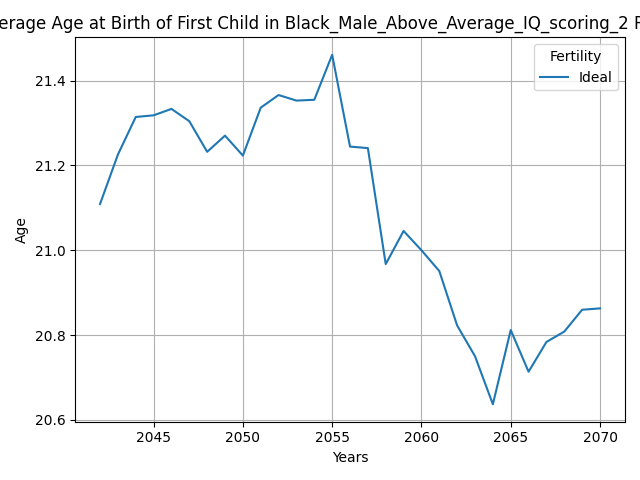 erage Age at Birth of First Child in Black_Male_Above_Average_IQ_scoring_2
Fertility
Ideal
21.4
21.2
21.0
20.8
20.6
Age
2045 2050 2055 2060 2065 2070
Years